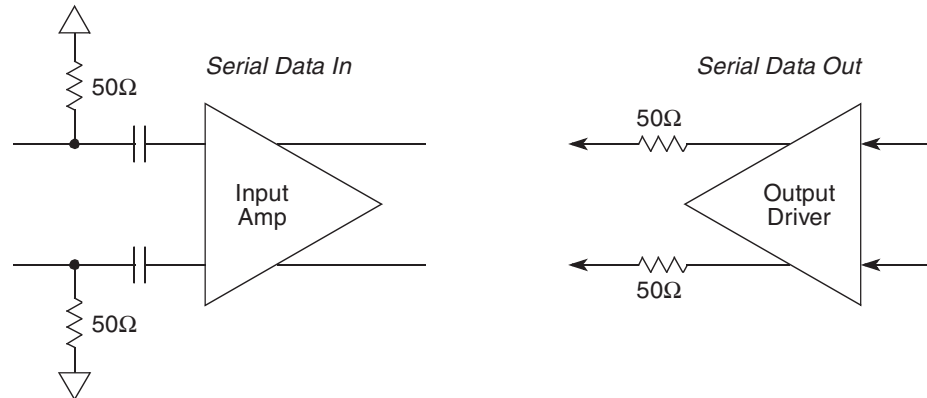 50Ω
Serial Data In
Input
Amp
50Ω
Serial Data Out
50Ω
Output
Driver
50Ω